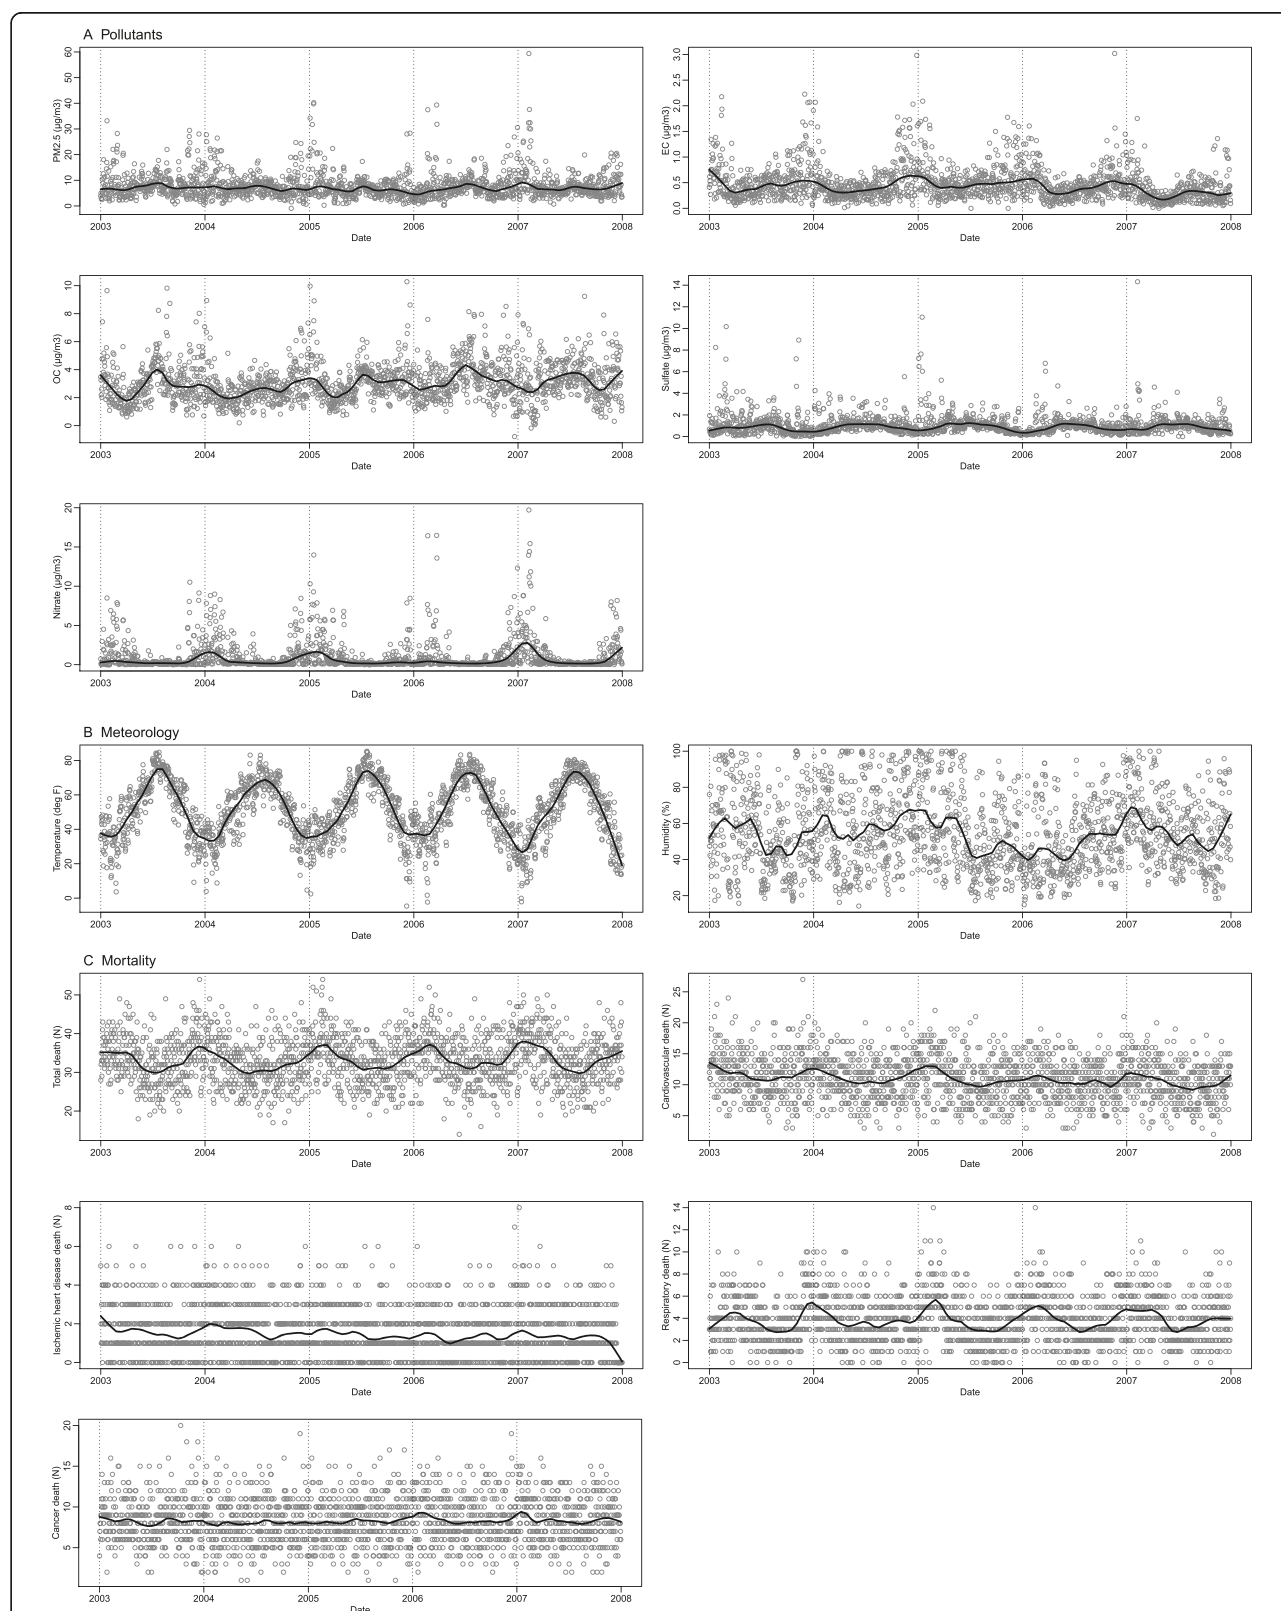 A Pollutants
PM2.5 (µg/m3)
0 10 20 30 40 50 60
2003 2004 2005 2006 2007 2008
Date
EC (µg/m3)
0.0 0.5 1.0 1.5 2.0 2.5 3.0
2003 2004 2005 2006 2007 2008
Date
OC (µg/m3)
0 2 4 6 8 10
2003 2004 2005 2006 2007 2008
Date
Sulfate (µg/m3)
0 2 4 6 8 10 12 14
2003 2004 2005 2006 2007 2008
Date
Nitrate (µg/m3)
0 5 10 15 20
2003 2004 2005 2006 2007 2008
Date
B Meteorology
Temperature (deg F)
0 20 40 60 80
2003 2004 2005 2006 2007 2008
Date
Humidity (%)
20 40 60 80 100
2003 2004 2005 2006 2007 2008
Date
C Mortality
Total death (N)
20 30 40 50
2003 2004 2005 2006 2007 2008
Date
Cardiovascular death (N)
5 10 15 20 25
2003 2004 2005 2006 2007 2008
Date
Ischemic heart disease death (N)
0 2 4 6 8
2003 2004 2005 2006 2007 2008
Date
Respiratory death (N)
0 2 4 6 8 10 12 14
2003 2004 2005 2006 2007 2008
Date
Cancer death (N)
5 10 15 20
2003 2004 2005 2006 2007 2008
Date